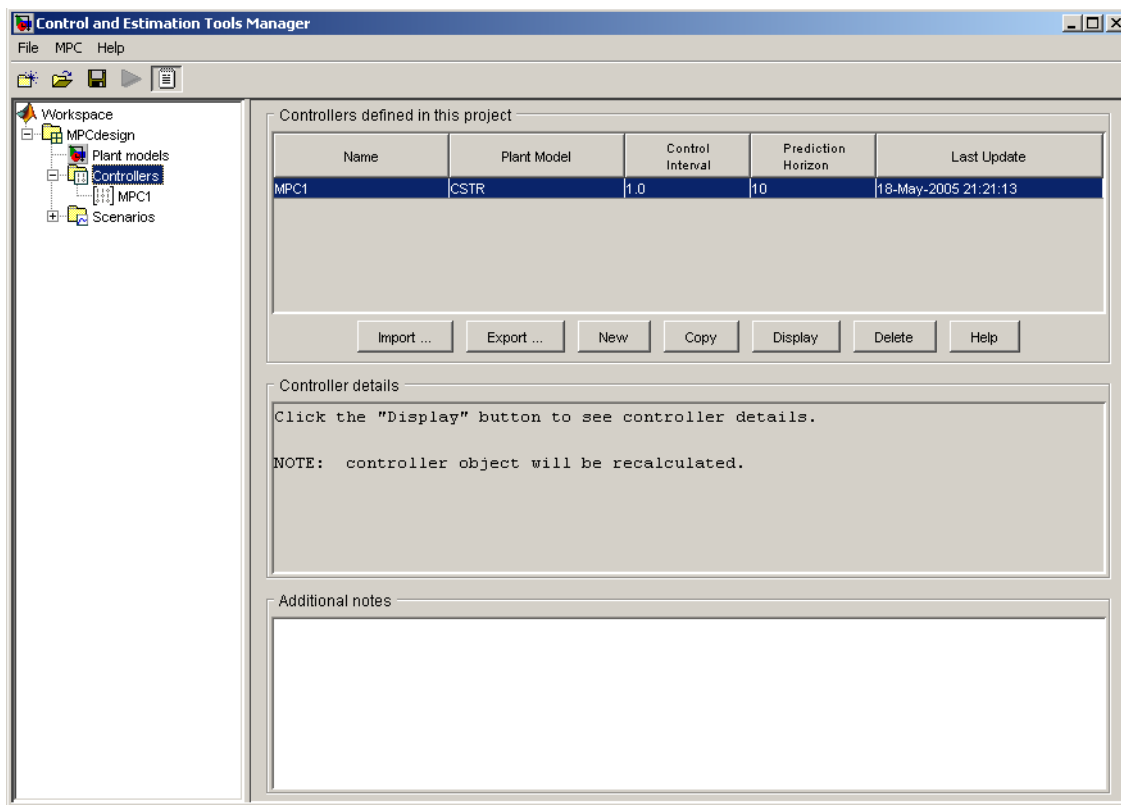 Control and Estimation Tools Manager
File MPC Help
Workspace
MPCdesign
Plant models
Controllers
MPC1
Scenarios
Controllers defined in this project
Name Plant Model Control Interval Prediction Horizon Last Update
MPC1 CSTR 1.0 10 18-May-2005 21:21:13
Import ... Export ... New Copy Display Delete Help
Controller details
Click the "Display" button to see controller details.
NOTE: controller object will be recalculated.
Additional notes